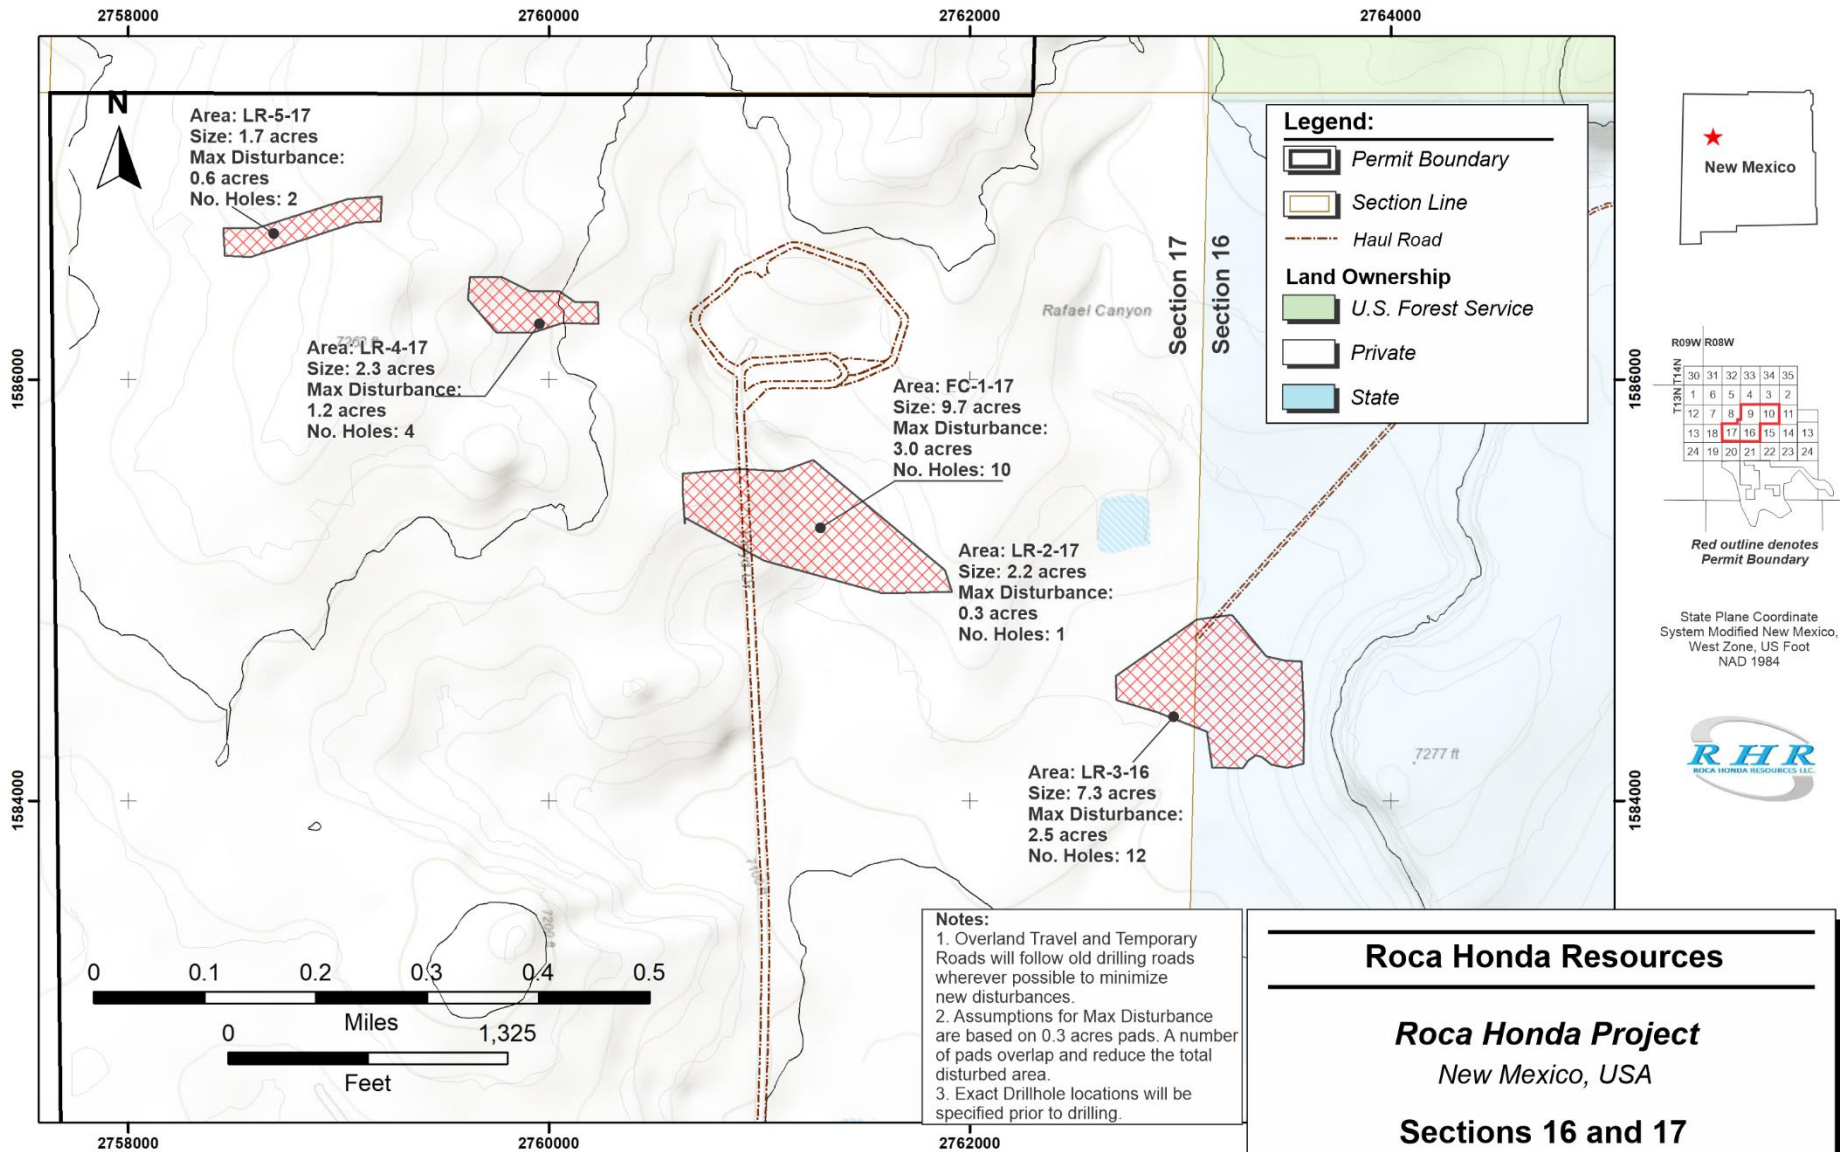 2758000
2760000
2762000
2764000
N
Area: LR-5-17
Size: 1.7 acres
Max Disturbance:
0.6 acres
No. Holes: 2
Area: LR-4-17
Size: 2.3 acres
Max Disturbance:
1.2 acres
No. Holes: 4
Area: FC-1-17
Size: 9.7 acres
Max Disturbance:
3.0 acres
No. Holes: 10
Area: LR-2-17
Size: 2.2 acres
Max Disturbance:
0.3 acres
No. Holes: 1
Area: LR-3-16
Size: 7.3 acres
Max Disturbance:
2.5 acres
No. Holes: 12
Rafael Canyon
Section 17
Section 16
7277 ft
7200 ft
1586000
1584000
1586000
1584000
Legend:
Permit Boundary
Section Line
Haul Road
Land Ownership
U.S. Forest Service
Private
State
New Mexico
R09W R08W
T13N T14N
30 31 32 33 34 35
1 6 5 4 3 2
12 7 8 9 10 11
13 18 17 16 15 14 13
24 19 20 21 22 23 24
Red outline denotes
Permit Boundary
State Plane Coordinate
System Modified New Mexico,
West Zone, US Foot
NAD 1984
RHR
ROCA HONDA RESOURCES LLC.
0 0.1 0.2 0.3 0.4 0.5
Miles
0 1,325
Feet
Notes:
1. Overland Travel and Temporary
Roads will follow old drilling roads
wherever possible to minimize
new disturbances.
2. Assumptions for Max Disturbance
are based on 0.3 acres pads. A number
of pads overlap and reduce the total
disturbed area.
3. Exact Drillhole locations will be
specified prior to drilling.
Roca Honda Resources
Roca Honda Project
New Mexico, USA
Sections 16 and 17
2758000
2760000
2762000